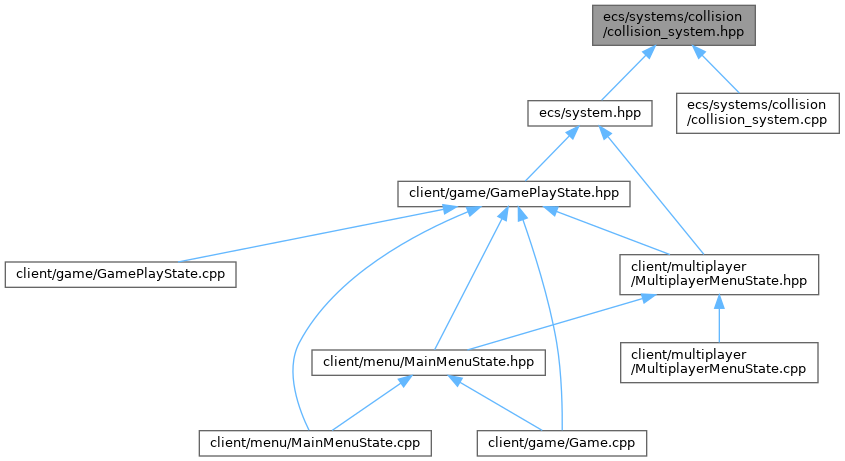 ecs/systems/collision
/collision_system.hpp
ecs/system.hpp
ecs/systems/collision
/collision_system.cpp
client/game/GamePlayState.hpp
client/game/GamePlayState.cpp
client/multiplayer
/MultiplayerMenuState.hpp
client/menu/MainMenuState.hpp
client/multiplayer
/MultiplayerMenuState.cpp
client/menu/MainMenuState.cpp
client/game/Game.cpp